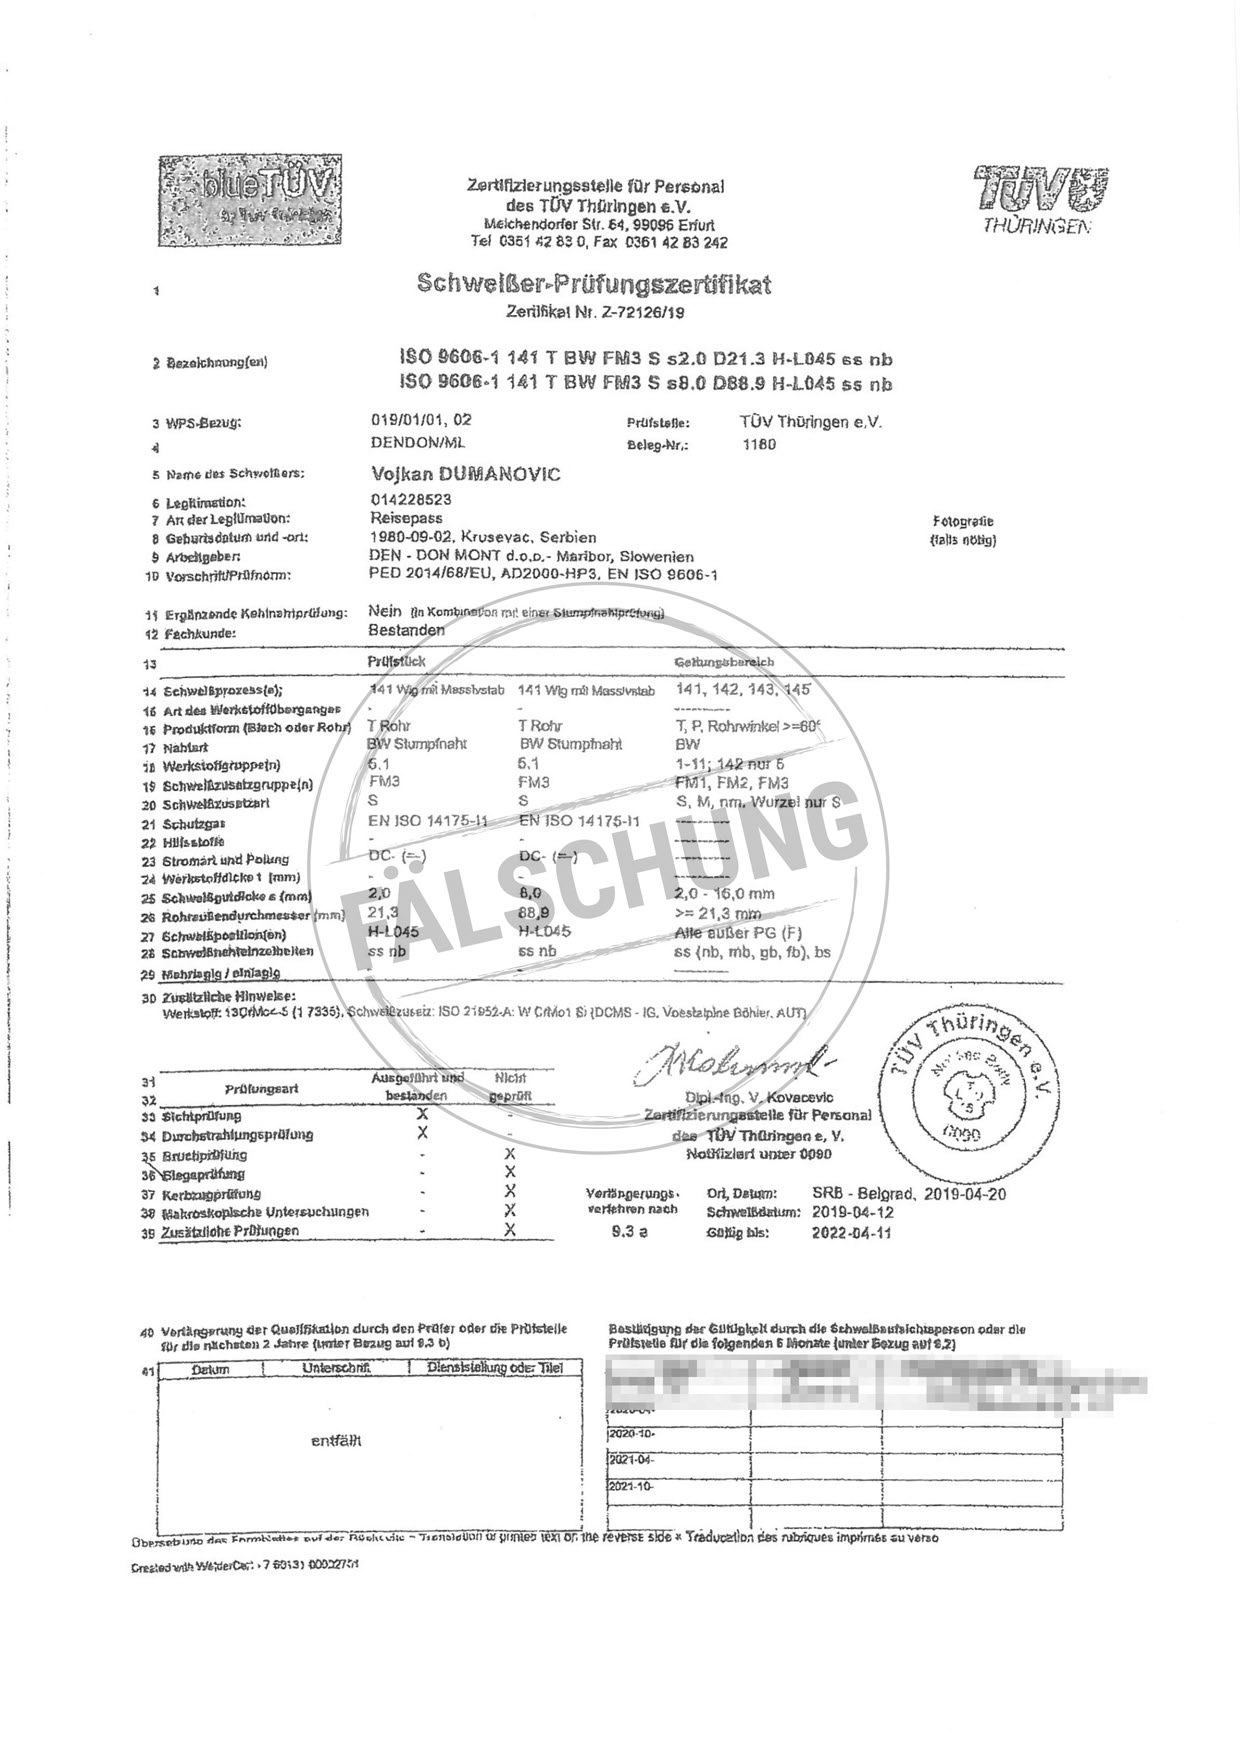 blueTÜV
by TÜV Thüringen
Zertifizierungsstelle für Personal
des TÜV Thüringen e.V.
Melchendorfer Str. 64, 99096 Erfurt
Tel 0361 42 83 0, Fax 0361 42 83 242
TÜV
THÜRINGEN
1 Schweißer-Prüfungszertifikat
Zertifikat Nr. Z-72126/19
2 Bezeichnung(en) ISO 9606-1 141 T BW FM3 S s2.0 D21.3 H-L045 ss nb
ISO 9606-1 141 T BW FM3 S s8.0 D88.9 H-L045 ss nb
3 WPS-Bezug: 019/01/01, 02 Prüfstelle: TÜV Thüringen e.V.
4 DENDON/ML Beleg-Nr.: 1180
5 Name des Schweißers: Vojkan DUMANOVIC
6 Legitimation: 014228523
7 Art der Legitimation: Reisepass
8 Geburtsdatum und -ort: 1980-09-02, Krusevac, Serbien
9 Arbeitgeber: DEN - DON MONT d.o.o.- Maribor, Slowenien
10 Vorschrift/Prüfnorm: PED 2014/68/EU, AD2000-HP3, EN ISO 9606-1
Fotografie
(falls nötig)
11 Ergänzende Kehlnahtprüfung: Nein (in Kombination mit einer Stumpfnahtprüfung)
12 Fachkunde: Bestanden
13 Prüfstück Geltungsbereich
14 Schweißprozess(e): 141 Wig mit Massivstab 141 Wig mit Massivstab 141, 142, 143, 145
15 Art des Werkstoffüberganges - - --------
16 Produktform (Blech oder Rohr) T Rohr T Rohr T, P, Rohrwinkel >=60°
17 Nahtart BW Stumpfnaht BW Stumpfnaht BW
18 Werkstoffgruppe(n) 5.1 5.1 1-11; 142 nur 5
19 Schweißzusatzgruppe(n) FM3 FM3 FM1, FM2, FM3
20 Schweißzusatzart S S S, M, nm, Wurzel nur S
21 Schutzgas EN ISO 14175-I1 EN ISO 14175-I1 --------
22 Hilfsstoffe - - --------
23 Stromart und Polung DC- (=-) DC- (=-) --------
24 Werkstoffdicke t (mm) - - --------
25 Schweißgutdicke s (mm) 2,0 8,0 2,0 - 16,0 mm
26 Rohraußendurchmesser (mm) 21,3 88,9 >= 21,3 mm
27 Schweißposition(en) H-L045 H-L045 Alle außer PG (F)
28 Schweißnahteinzelheiten ss nb ss nb ss (nb, mb, gb, fb), bs
29 Mehrlagig / einlagig - - --------
FÄLSCHUNG
30 Zusätzliche Hinweise:
Werkstoff: 13CrMo4-5 (1.7335), Schweißzusatz: ISO 21952-A: W CrMo1 Si (DCMS - IG, Voestalpine Böhler, AUT)
31
32 Prüfungsart Ausgeführt und bestanden Nicht geprüft
33 Sichtprüfung X -
34 Durchstrahlungsprüfung X -
35 Bruchprüfung - X
36 Biegeprüfung - X
37 Kerbzugprüfung - X
38 Makroskopische Untersuchungen - X
39 Zusätzliche Prüfungen - X
Dipl.-Ing. V. Kovacevic
Zertifizierungsstelle für Personal
des TÜV Thüringen e. V.
Notifiziert unter 0090
TÜV Thüringen e.V.
0090
Verlängerungs-
verfahren nach
9.3 a
Ort, Datum: SRB - Belgrad, 2019-04-20
Schweißdatum: 2019-04-12
Gültig bis: 2022-04-11
40 Verlängerung der Qualifikation durch den Prüfer oder die Prüfstelle
für die nächsten 2 Jahre (unter Bezug auf 9.3 b)
41 Datum Unterschrift Dienststellung oder Titel
entfällt
Bestätigung der Gültigkeit durch die Schweißaufsichtsperson oder die
Prüfstelle für die folgenden 6 Monate (unter Bezug auf 9.2)
2020-04-
2020-10-
2021-04-
2021-10-
Übersetzung des Formblattes auf der Rückseite * Translation of printed text on the reverse side * Traducation des rubriques imprimés au verso
Created with WelderCert